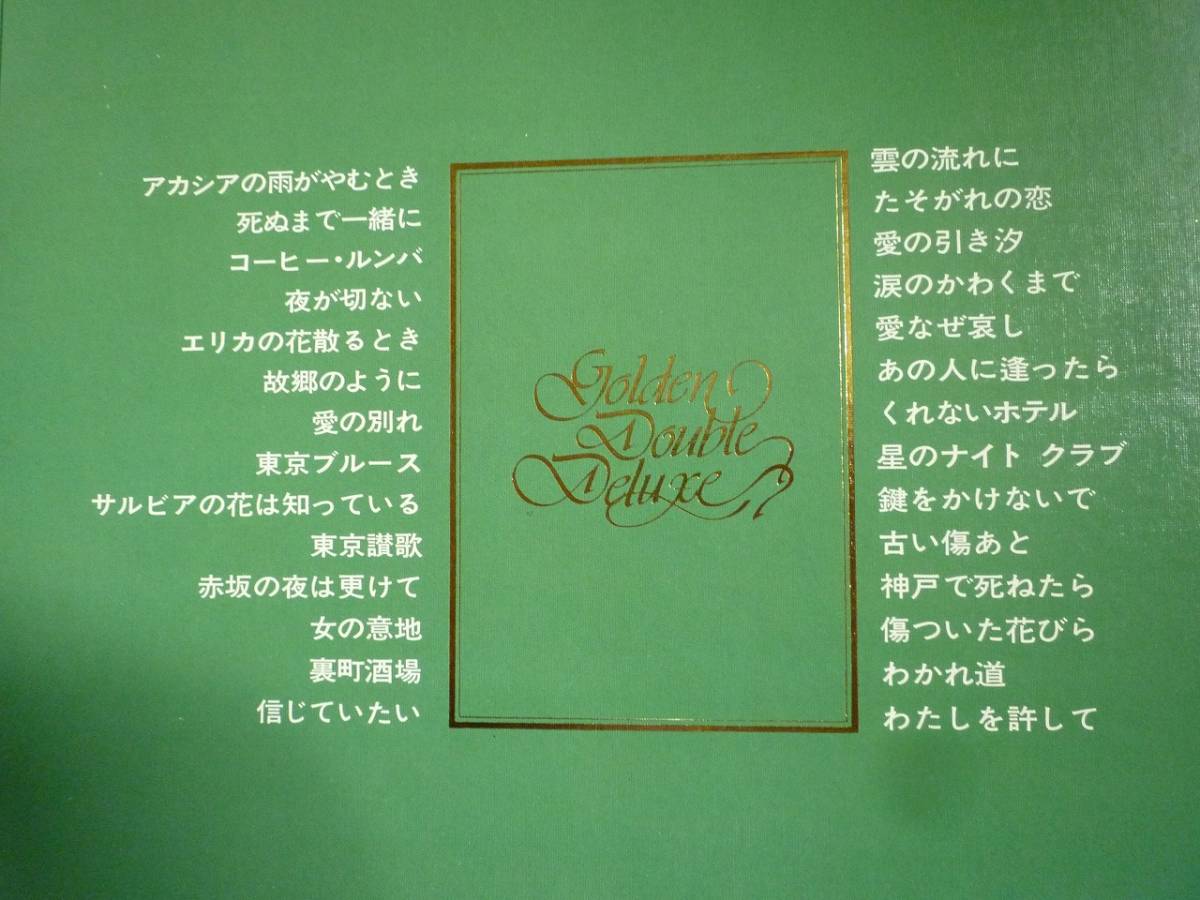 アカシアの雨がやむとき
死ぬまで一緒に
コーヒー・ルンバ
夜が切ない
エリカの花散るとき
故郷のように
愛の別れ
東京ブルース
サルビアの花は知っている
東京讃歌
赤坂の夜は更けて
女の意地
裏町酒場
信じていたい
Golden
Double
Deluxe
雲の流れに
たそがれの恋
愛の引き汐
涙のかわくまで
愛なぜ哀し
あの人に逢ったら
くれないホテル
星のナイト クラブ
鍵をかけないで
古い傷あと
神戸で死ねたら
傷ついた花びら
わかれ道
わたしを許して